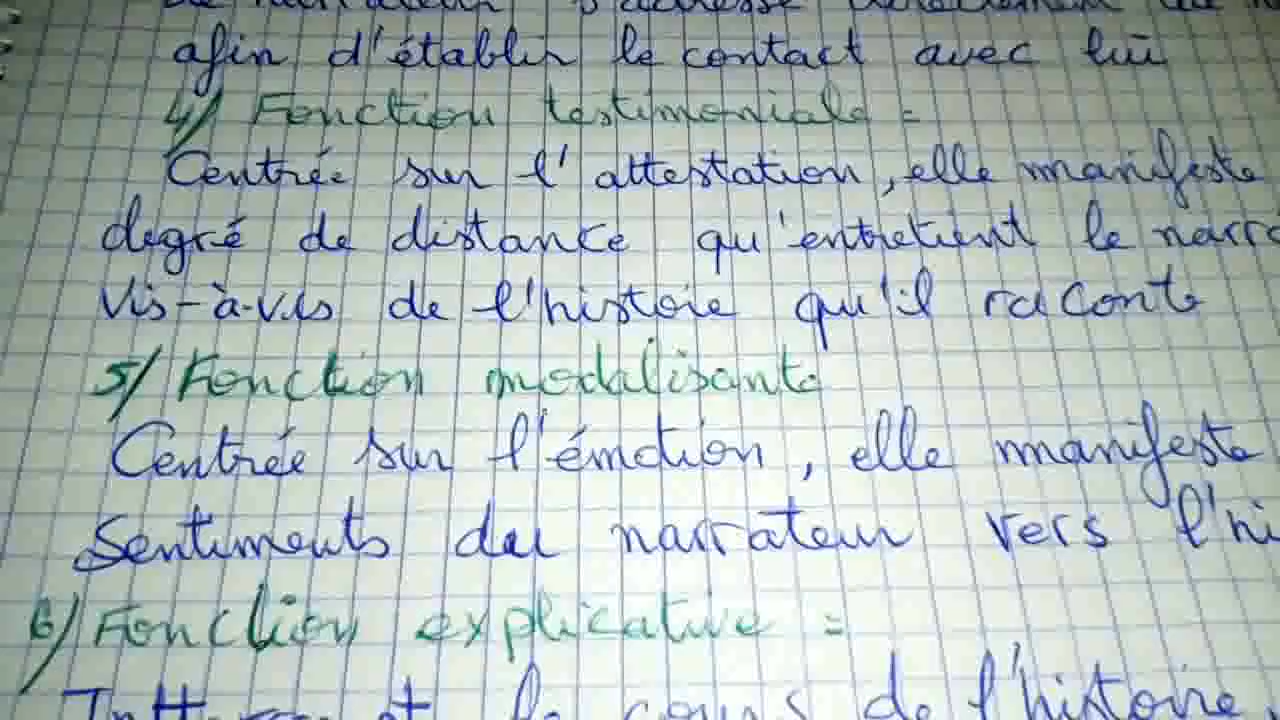 afin d'établir le contact avec lui
4/ Fonction testimoniale =
Centrée sur l'attestation, elle manifeste
degré de distance qu'entretient le narra
vis-à-vis de l'histoire qu'il raconte
5/ Fonction modalisante
Centrée sur l'émotion, elle manifeste
Sentiments du narrateur vers l'hi
6/ Fonction explicative =
le cours de l'histoire,